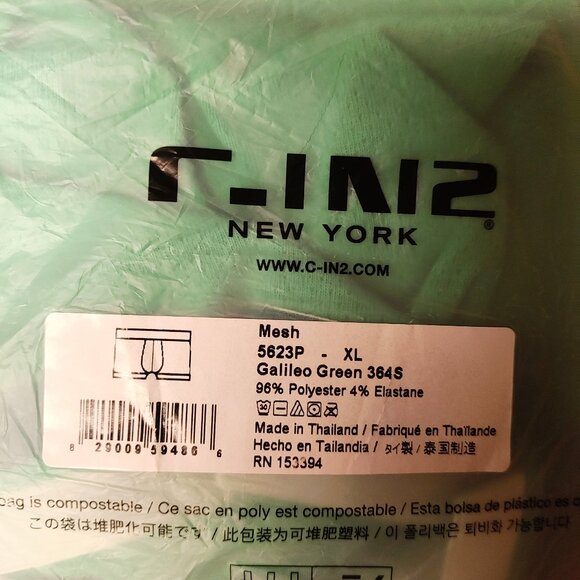 C-IN2
NEW YORK
®
WWW.C-IN2.COM
Mesh
5623P - XL
Galileo Green 364S
96% Polyester 4% Elastane
30
Made in Thailand / Fabriqué en Thaïlande
Hecho en Tailandia / タイ製 / 泰国制造
RN 153394
8 29009 59486 6
bag is compostable / Ce sac en poly est compostable / Esta bolsa de plástico es
この袋は堆肥化可能です / 此包装为可堆肥塑料 / 이 폴리백은 퇴비화 가능합니다